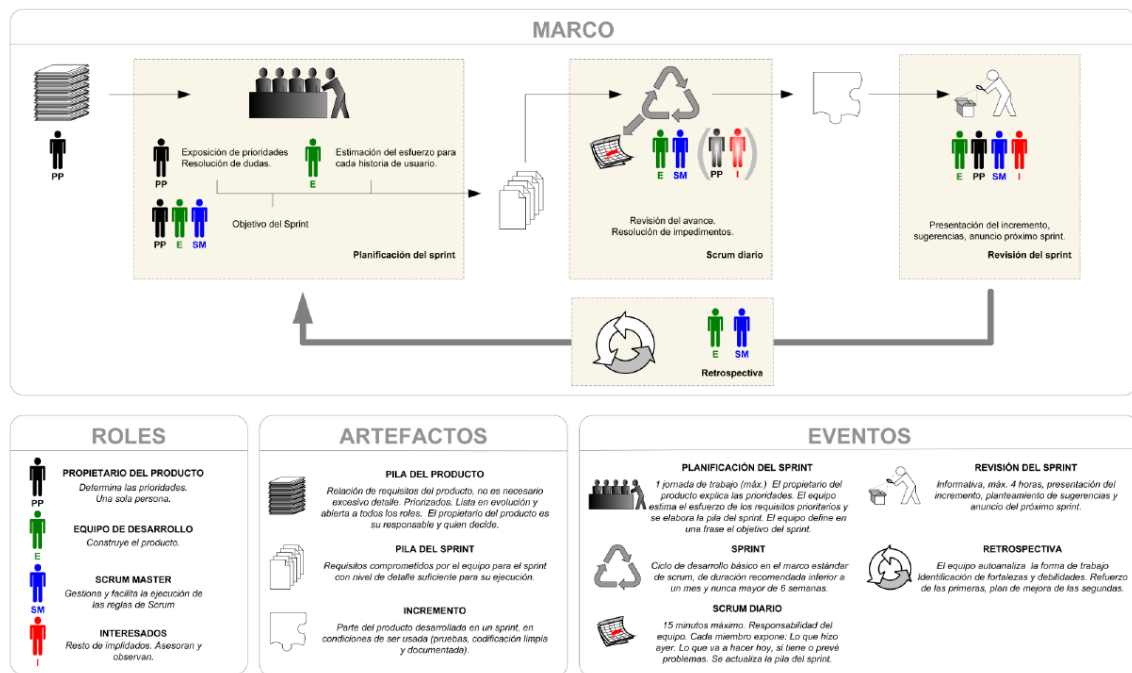 MARCO
PP
PP
Exposición de prioridades
Resolución de dudas.
E
Estimación del esfuerzo para
cada historia de usuario.
Objetivo del Sprint
PP E SM
Planificación del sprint
E SM PP I
Revisión del avance.
Resolución de impedimentos.
Scrum diario
E PP SM I
Presentación del incremento,
sugerencias, anuncio próximo sprint.
Revisión del sprint
E SM
Retrospectiva
ROLES
PROPIETARIO DEL PRODUCTO
Determina las prioridades.
Una sola persona.
PP
EQUIPO DE DESARROLLO
Construye el producto.
E
SCRUM MASTER
Gestiona y facilita la ejecución de
las reglas de Scrum
SM
INTERESADOS
Resto de implidados. Asesoran y
observan.
I
ARTEFACTOS
PILA DEL PRODUCTO
Relación de requisitos del producto, no es necesario
excesivo detalle. Priorizados. Lista en evolución y
abierta a todos los roles. El propietario del producto es
su responsable y quien decide.
PILA DEL SPRINT
Requisitos comprometidos por el equipo para el sprint
con nivel de detalle suficiente para su ejecución.
INCREMENTO
Parte del producto desarrollada en un sprint, en
condiciones de ser usada (pruebas, codificación limpia
y documentada).
EVENTOS
PLANIFICACIÓN DEL SPRINT
1 jornada de trabajo (máx.) El propietario del
producto explica las prioridades. El equipo
estima el esfuerzo de los requisitos prioritarios y
se elabora la pila del sprint. El equipo define en
una frase el objetivo del sprint.
SPRINT
Ciclo de desarrollo básico en el marco estándar
de scrum, de duración recomendada inferior a
un mes y nunca mayor de 6 semanas.
SCRUM DIARIO
15 minutos máximo. Responsabilidad del
equipo. Cada miembro expone: Lo que hizo
ayer. Lo que va a hacer hoy, si tiene o prevé
problemas. Se actualiza la pila del sprint.
REVISIÓN DEL SPRINT
Informativa, máx. 4 horas, presentación del
incremento, planteamiento de sugerencias y
anuncio del próximo sprint.
RETROSPECTIVA
El equipo autoanaliza la forma de trabajo
Identificación de fortalezas y debilidades. Refuerzo
de las primeras, plan de mejora de las segundas.